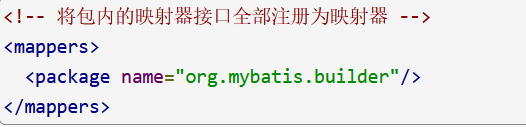 <!-- 将包内的映射器接口全部注册为映射器 -->
<mappers>
  <package name="org.mybatis.builder"/>
</mappers>